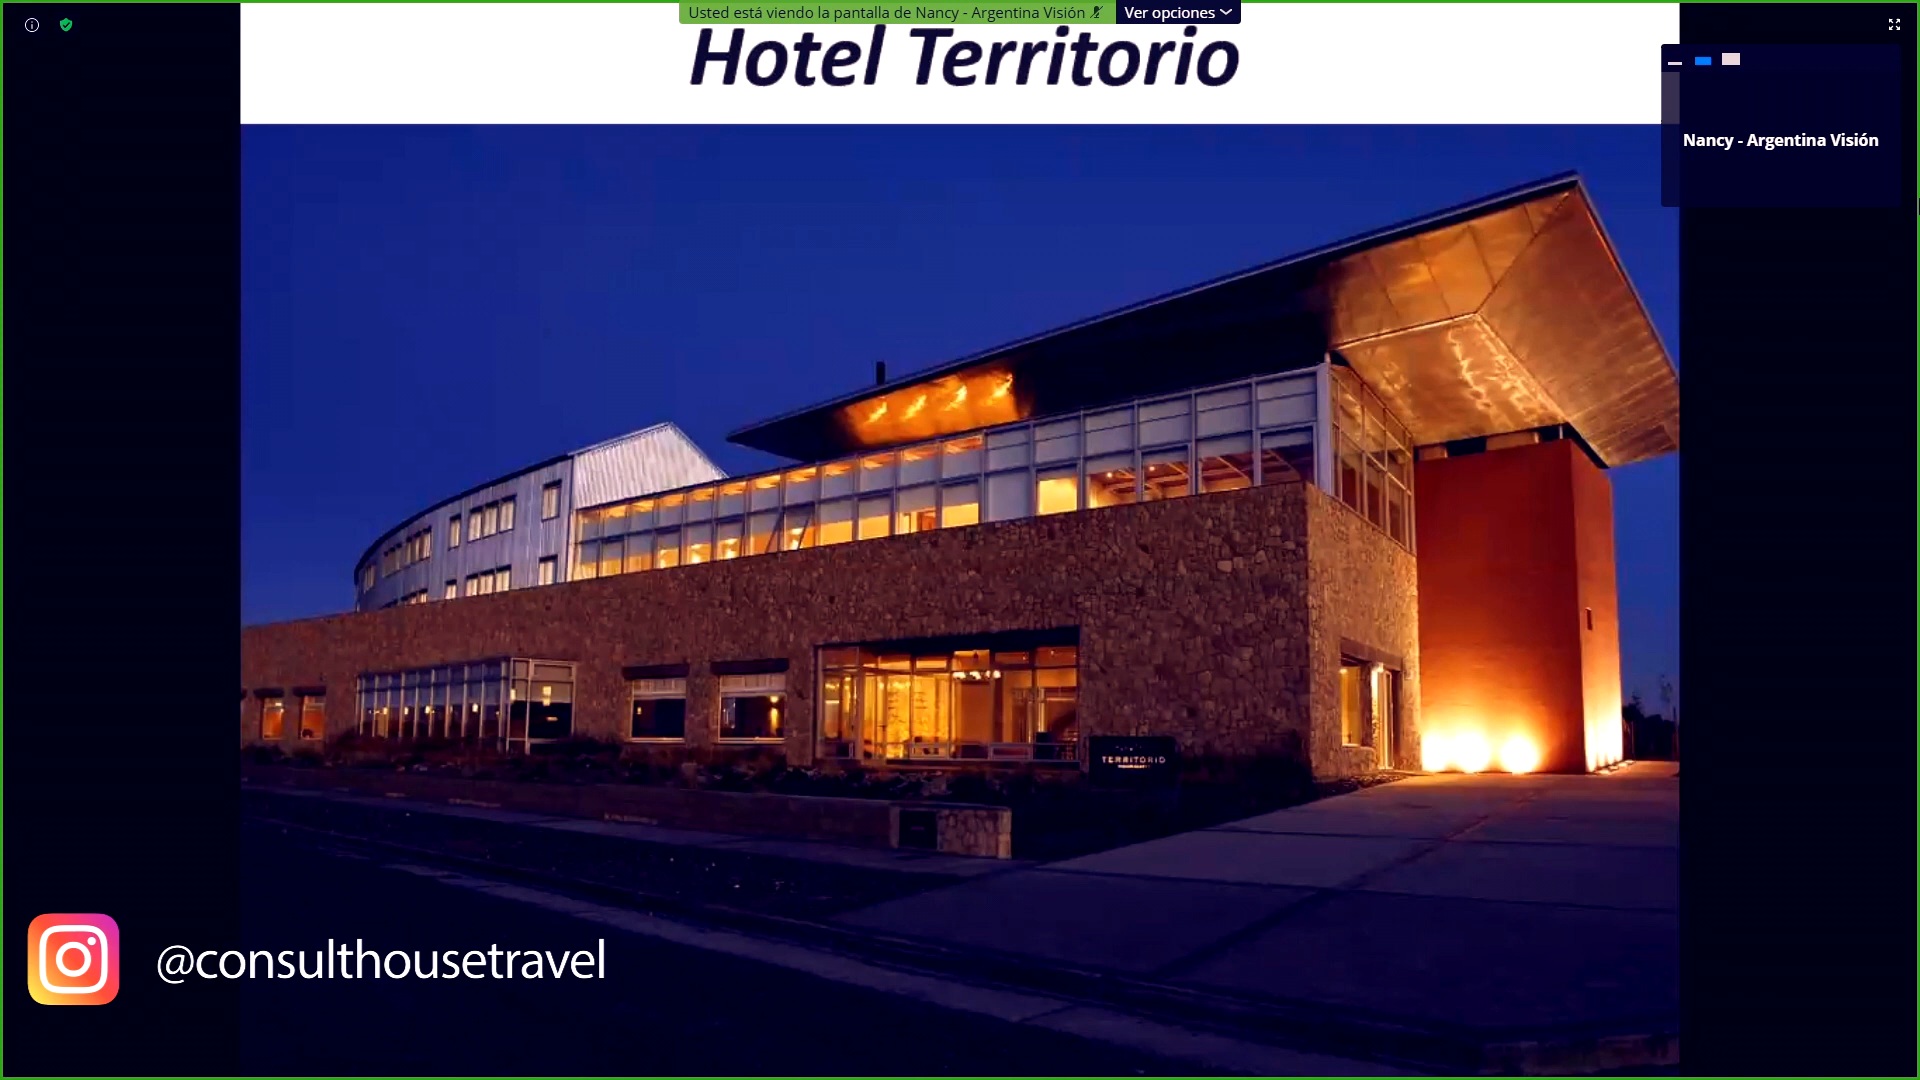 Usted está viendo la pantalla de Nancy - Argentina Visión
Ver opciones
Hotel Territorio
Nancy - Argentina Visión
TERRITORIO
@consulthousetravel